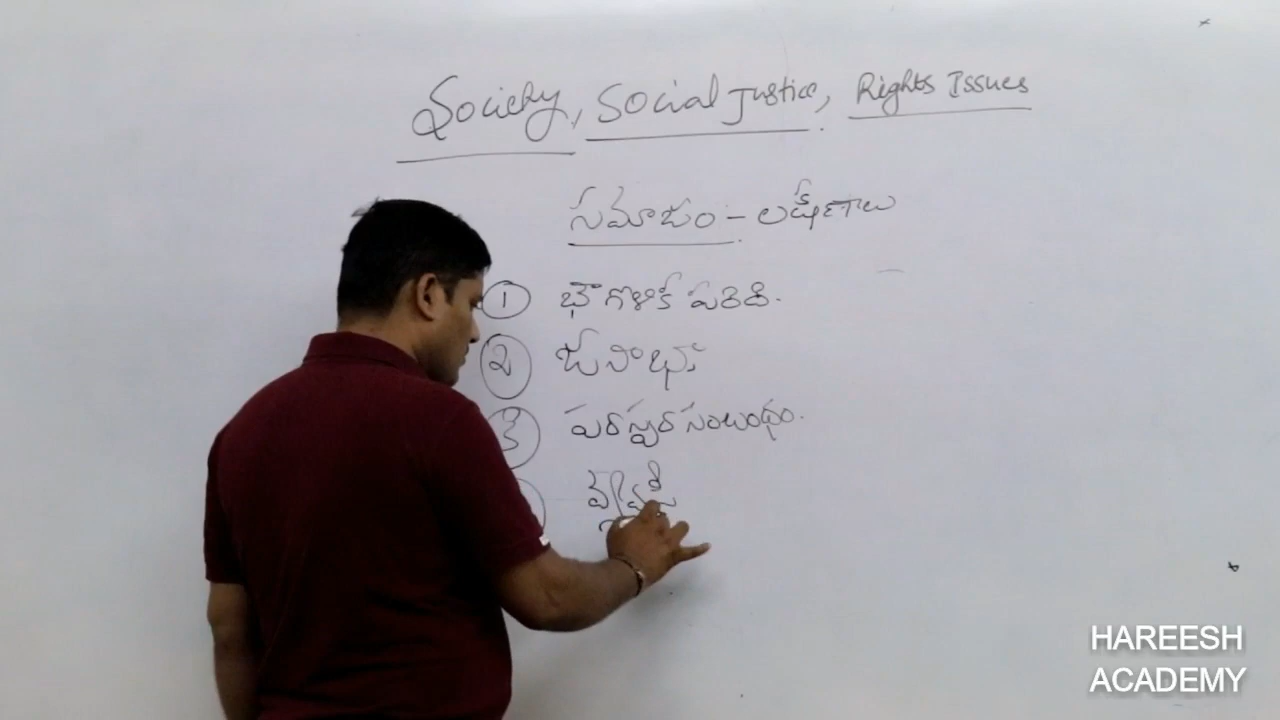 Society, Social Justice, Rights Issues
సమాజం - లక్షణాలు
1 భౌగోళిక పరిధి.
2 జనాభా
3 పరస్పర సంబంధం.
HAREESH
ACADEMY